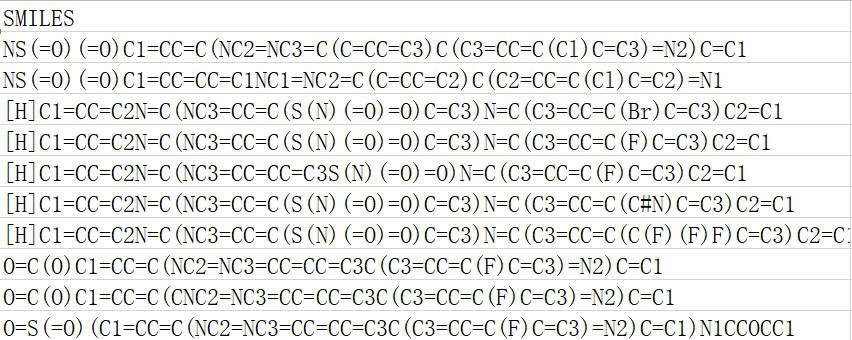 SMILES
NS(=O)(=O)C1=CC=C(NC2=NC3=C(C=CC=C3)C(C3=CC=C(Cl)C=C3)=N2)C=C1
NS(=O)(=O)C1=CC=CC=C1NC1=NC2=C(C=CC=C2)C(C2=CC=C(Cl)C=C2)=N1
[H]C1=CC=C2N=C(NC3=CC=C(S(N)(=O)=O)C=C3)N=C(C3=CC=C(Br)C=C3)C2=C1
[H]C1=CC=C2N=C(NC3=CC=C(S(N)(=O)=O)C=C3)N=C(C3=CC=C(F)C=C3)C2=C1
[H]C1=CC=C2N=C(NC3=CC=CC=C3S(N)(=O)=O)N=C(C3=CC=C(F)C=C3)C2=C1
[H]C1=CC=C2N=C(NC3=CC=C(S(N)(=O)=O)C=C3)N=C(C3=CC=C(C#N)C=C3)C2=C1
[H]C1=CC=C2N=C(NC3=CC=C(S(N)(=O)=O)C=C3)N=C(C3=CC=C(C(F)(F)F)C=C3)C2=C1
O=C(O)C1=CC=C(NC2=NC3=CC=CC=C3C(C3=CC=C(F)C=C3)=N2)C=C1
O=C(O)C1=CC=C(CNC2=NC3=CC=CC=C3C(C3=CC=C(F)C=C3)=N2)C=C1
O=S(=O)(C1=CC=C(NC2=NC3=CC=CC=C3C(C3=CC=C(F)C=C3)=N2)C=C1)N1CCOCC1